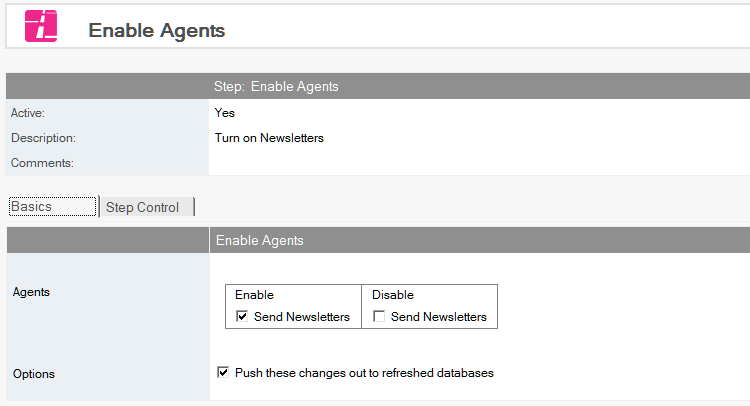 Enable Agents
Step: Enable Agents
Active: Yes
Description: Turn on Newsletters
Comments:
Basics Step Control
Enable Agents
Agents
Enable Disable
Send Newsletters Send Newsletters
Options Push these changes out to refreshed databases